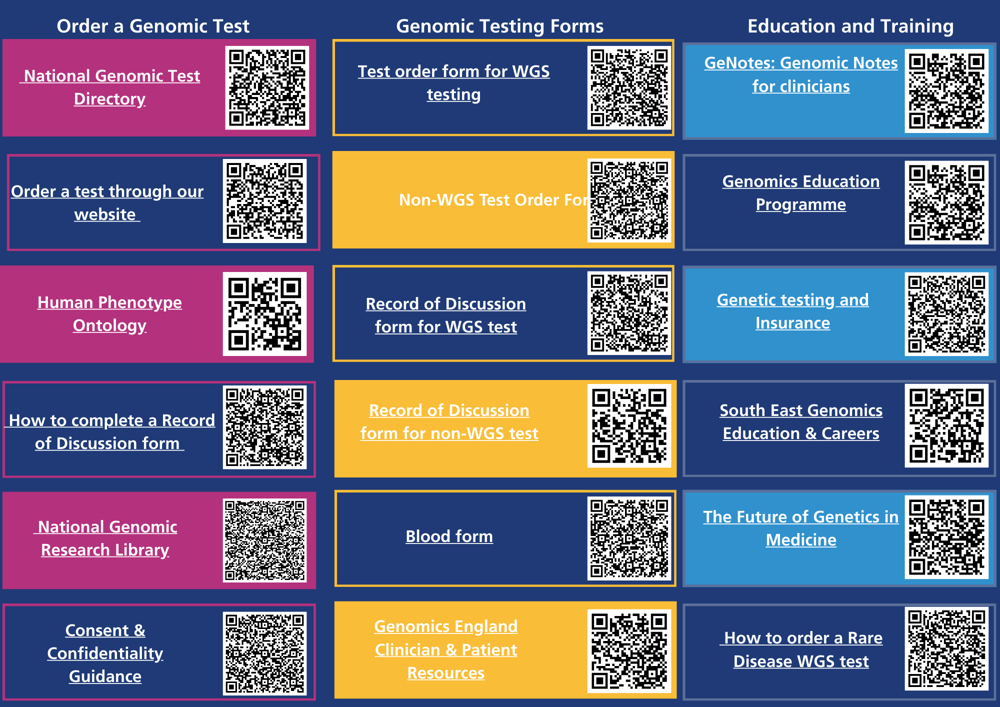 Order a Genomic Test
National Genomic Test
Directory
Order a test through our
website
Human Phenotype
Ontology
How to complete a Record
of Discussion form
National Genomic
Research Library
Consent &
Confidentiality
Guidance
Genomic Testing Forms
Test order form for WGS
testing
Non-WGS Test Order For
Record of Discussion
form for WGS test
Record of Discussion
form for non-WGS test
Blood form
Genomics England
Clinician & Patient
Resources
Education and Training
GeNotes: Genomic Notes
for clinicians
Genomics Education
Programme
Genetic testing and
Insurance
South East Genomics
Education & Careers
The Future of Genetics in
Medicine
How to order a Rare
Disease WGS test